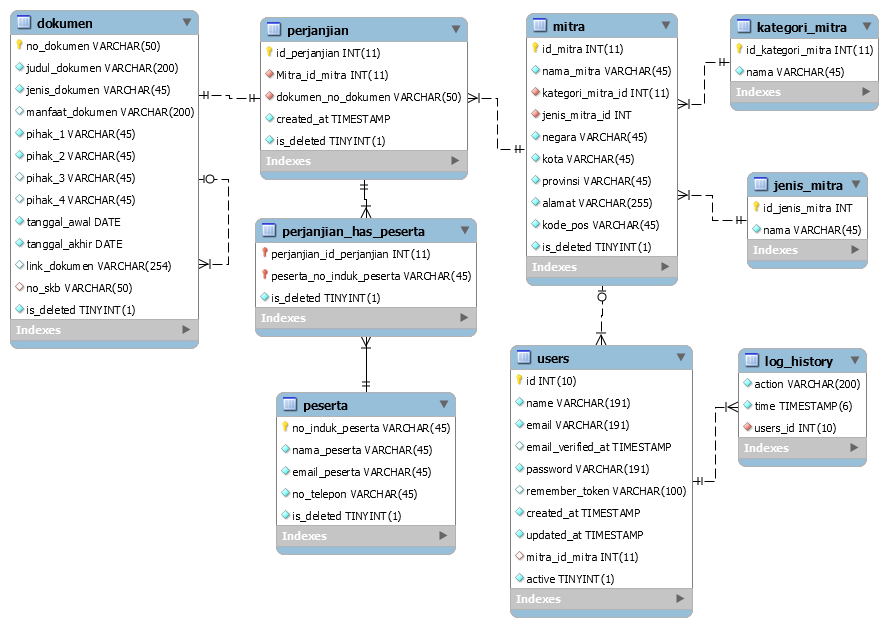 dokumen
no_dokumen VARCHAR(50)
judul_dokumen VARCHAR(200)
jenis_dokumen VARCHAR(45)
manfaat_dokumen VARCHAR(200)
pihak_1 VARCHAR(45)
pihak_2 VARCHAR(45)
pihak_3 VARCHAR(45)
pihak_4 VARCHAR(45)
tanggal_awal DATE
tanggal_akhir DATE
link_dokumen VARCHAR(254)
no_skb VARCHAR(50)
is_deleted TINYINT(1)
Indexes
perjanjian
id_perjanjian INT(11)
Mitra_id_mitra INT(11)
dokumen_no_dokumen VARCHAR(50)
created_at TIMESTAMP
is_deleted TINYINT(1)
Indexes
perjanjian_has_peserta
perjanjian_id_perjanjian INT(11)
peserta_no_induk_peserta VARCHAR(45)
is_deleted TINYINT(1)
Indexes
peserta
no_induk_peserta VARCHAR(45)
nama_peserta VARCHAR(45)
email_peserta VARCHAR(45)
no_telepon VARCHAR(45)
is_deleted TINYINT(1)
Indexes
mitra
id_mitra INT(11)
nama_mitra VARCHAR(45)
kategori_mitra_id INT(11)
jenis_mitra_id INT
negara VARCHAR(45)
kota VARCHAR(45)
provinsi VARCHAR(45)
alamat VARCHAR(255)
kode_pos VARCHAR(45)
is_deleted TINYINT(1)
Indexes
users
id INT(10)
name VARCHAR(191)
email VARCHAR(191)
email_verified_at TIMESTAMP
password VARCHAR(191)
remember_token VARCHAR(100)
created_at TIMESTAMP
updated_at TIMESTAMP
mitra_id_mitra INT(11)
active TINYINT(1)
Indexes
kategori_mitra
id_kategori_mitra INT(11)
nama VARCHAR(45)
Indexes
jenis_mitra
id_jenis_mitra INT
nama VARCHAR(45)
Indexes
log_history
action VARCHAR(200)
time TIMESTAMP(6)
users_id INT(10)
Indexes